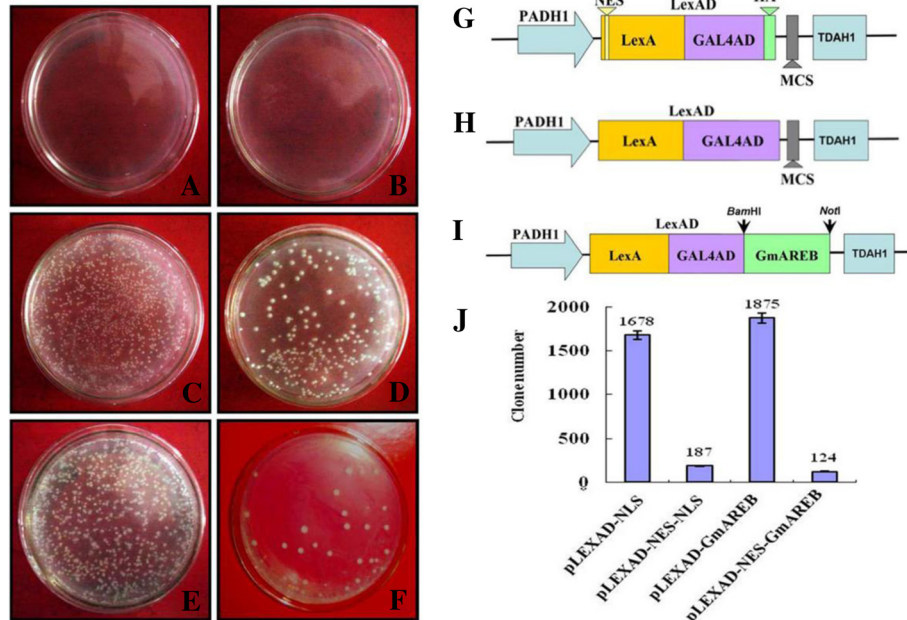 A
B
C
D
E
F
G
NES
LexAD
PADH1
LexA
GAL4AD
TDAH1
MCS
H
LexAD
PADH1
LexA
GAL4AD
TDAH1
MCS
I
LexAD
BamHI
NotI
PADH1
LexA
GAL4AD
GmAREB
TDAH1
J
Clone number
2000
1500
1000
500
0
1678
187
1875
124
pLEXAD-NLS
pLEXAD-NES-NLS
pLEXAD-GmAREB
pLEXAD-NES-GmAREB